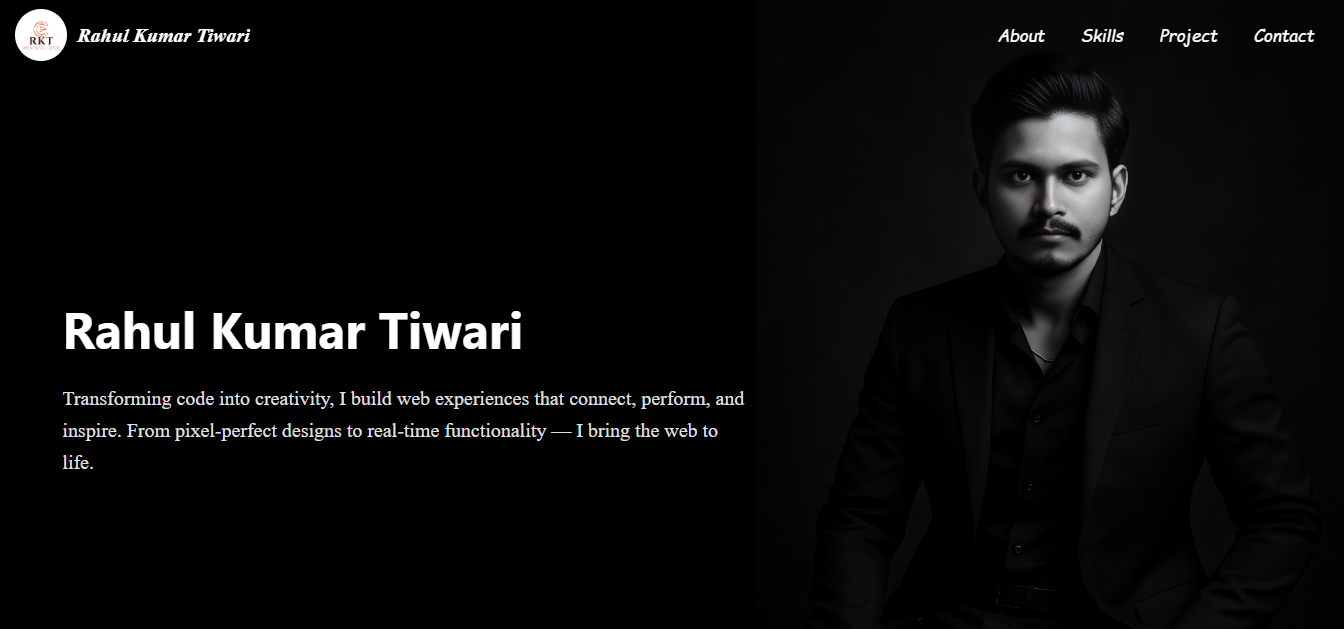 RKT
Rahul Kumar Tiwari
About Skills Project Contact
Rahul Kumar Tiwari
Transforming code into creativity, I build web experiences that connect, perform, and
inspire. From pixel-perfect designs to real-time functionality — I bring the web to
life.